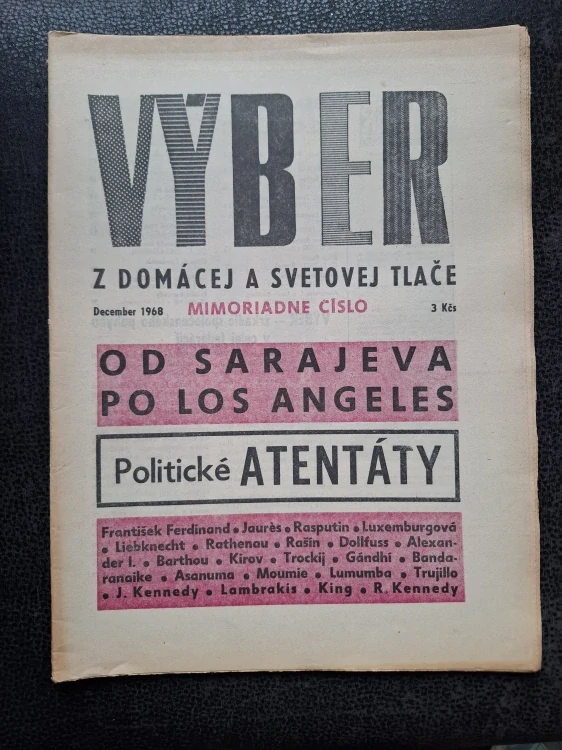 VÝBER
Z DOMÁCEJ A SVETOVEJ TLAČE
December 1968 MIMORIADNE ČÍSLO 3 Kčs
OD SARAJEVA
PO LOS ANGELES
Politické ATENTÁTY
František Ferdinand • Jaurès • Rasputin • Luxemburgová
• Liebknecht • Rathenau • Rašín • Dollfuss • Alexan-
der I. • Barthou • Kirov • Trockij • Gándhí • Banda-
ranaike • Asanuma • Moumie • Lumumba • Trujillo
• J. Kennedy • Lambrakis • King • R. Kennedy